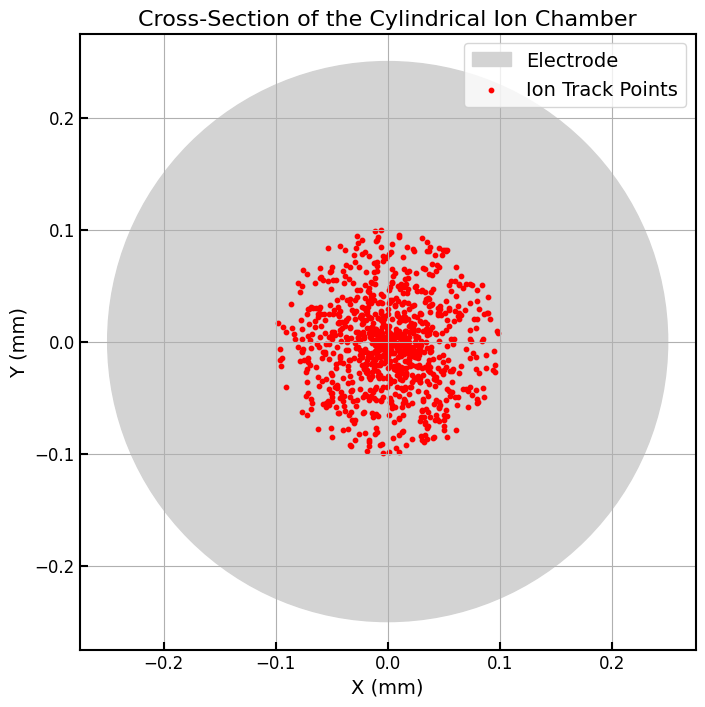 Cross-Section of the Cylindrical Ion Chamber
Electrode
Ion Track Points
Y (mm)
0.2
0.1
0.0
−0.1
−0.2
−0.2
−0.1
0.0
0.1
0.2
X (mm)